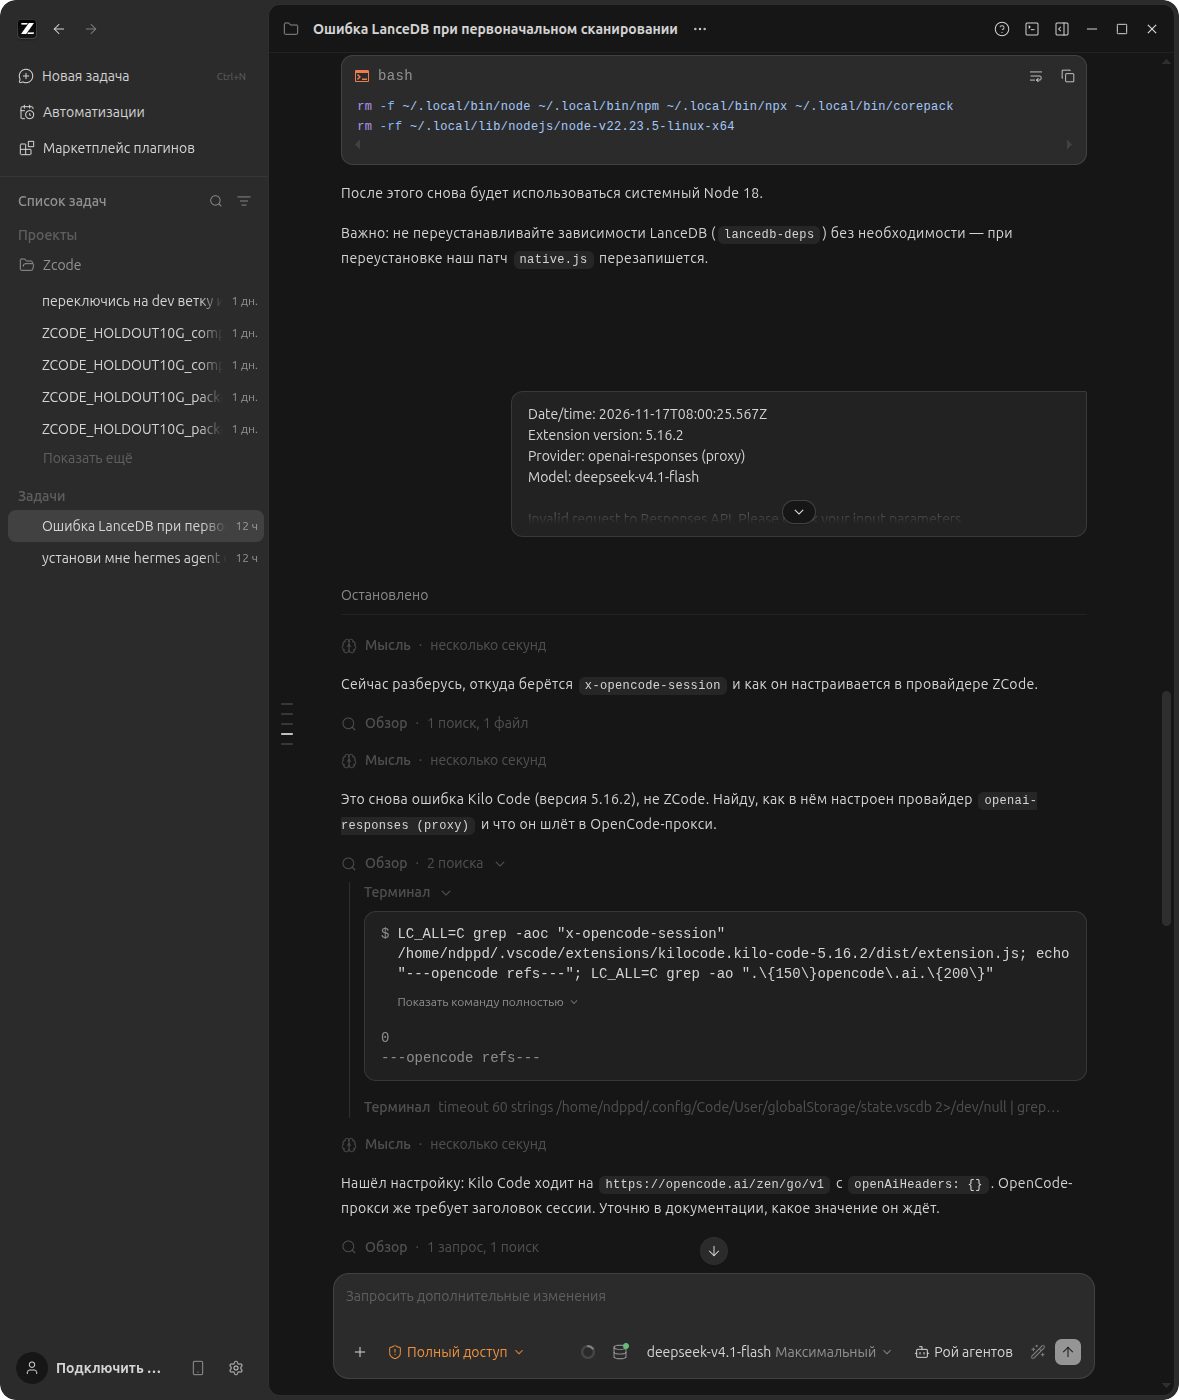 Z
Ошибка LanceDB при первоначальном сканировании ...
Новая задача Ctrl+N
Автоматизации
Маркетплейс плагинов
Список задач
Проекты
Zcode
переключись на dev ветку 1 дн.
ZCODE_HOLDOUT10G_com 1 дн.
ZCODE_HOLDOUT10G_com 1 дн.
ZCODE_HOLDOUT10G_pack 1 дн.
ZCODE_HOLDOUT10G_pack 1 дн.
Показать ещё
Задачи
Ошибка LanceDB при перво 12 ч
установи мне hermes agent 12 ч
Подключить ...
bash
rm -f ~/.local/bin/node ~/.local/bin/npm ~/.local/bin/npx ~/.local/bin/corepack
rm -rf ~/.local/lib/nodejs/node-v22.23.5-linux-x64
После этого снова будет использоваться системный Node 18.
Важно: не переустанавливайте зависимости LanceDB ( lancedb-deps ) без необходимости — при
переустановке наш патч native.js перезапишется.
Date/time: 2026-11-17T08:00:25.567Z
Extension version: 5.16.2
Provider: openai-responses (proxy)
Model: deepseek-v4.1-flash
Invalid request to Responses API. Please your input parameters.
Остановлено
Мысль · несколько секунд
Сейчас разберусь, откуда берётся x-opencode-session и как он настраивается в провайдере ZCode.
Обзор · 1 поиск, 1 файл
Мысль · несколько секунд
Это снова ошибка Kilo Code (версия 5.16.2), не ZCode. Найду, как в нём настроен провайдер openai-
responses (proxy) и что он шлёт в OpenCode-прокси.
Обзор · 2 поиска
Терминал
$ LC_ALL=C grep -aoc "x-opencode-session"
/home/ndppd/.vscode/extensions/kilocode.kilo-code-5.16.2/dist/extension.js; echo
"---opencode refs---"; LC_ALL=C grep -ao ".\{150\}opencode\.ai.\{200\}"
Показать команду полностью
0
---opencode refs---
Терминал timeout 60 strings /home/ndppd/.config/Code/User/globalStorage/state.vscdb 2>/dev/null | grep…
Мысль · несколько секунд
Нашёл настройку: Kilo Code ходит на https://opencode.ai/zen/go/v1 с openAiHeaders: {} . OpenCode-
прокси же требует заголовок сессии. Уточню в документации, какое значение он ждёт.
Обзор · 1 запрос, 1 поиск
Запросить дополнительные изменения
Полный доступ deepseek-v4.1-flash Максимальный Рой агентов